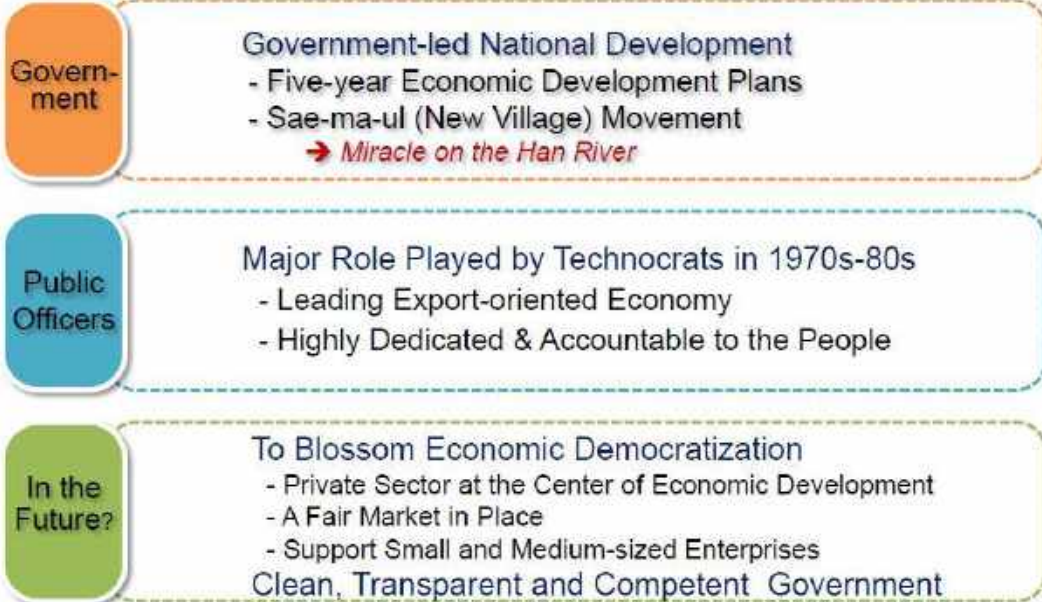 Govern-
ment
Government-led National Development
- Five-year Economic Development Plans
- Sae-ma-ul (New Village) Movement
➔ Miracle on the Han River
Public
Officers
Major Role Played by Technocrats in 1970s-80s
- Leading Export-oriented Economy
- Highly Dedicated & Accountable to the People
In the
Future?
To Blossom Economic Democratization
- Private Sector at the Center of Economic Development
- A Fair Market in Place
- Support Small and Medium-sized Enterprises
Clean, Transparent and Competent Government